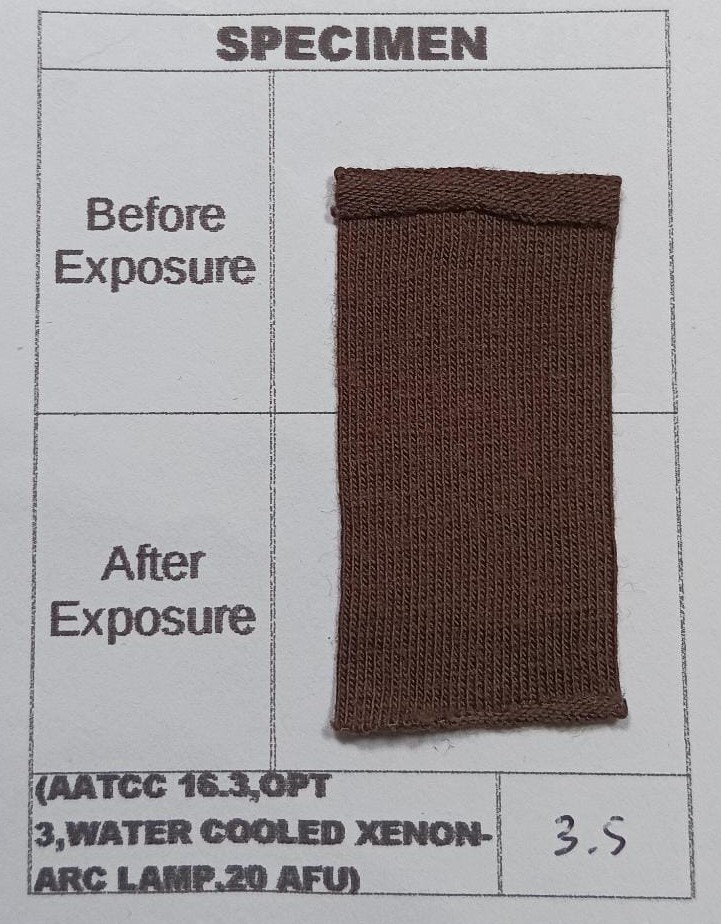 SPECIMEN
Before
Exposure
After
Exposure
(AATCC 16.3,OPT
3,WATER COOLED XENON-
ARC LAMP.20 AFU)
3.5